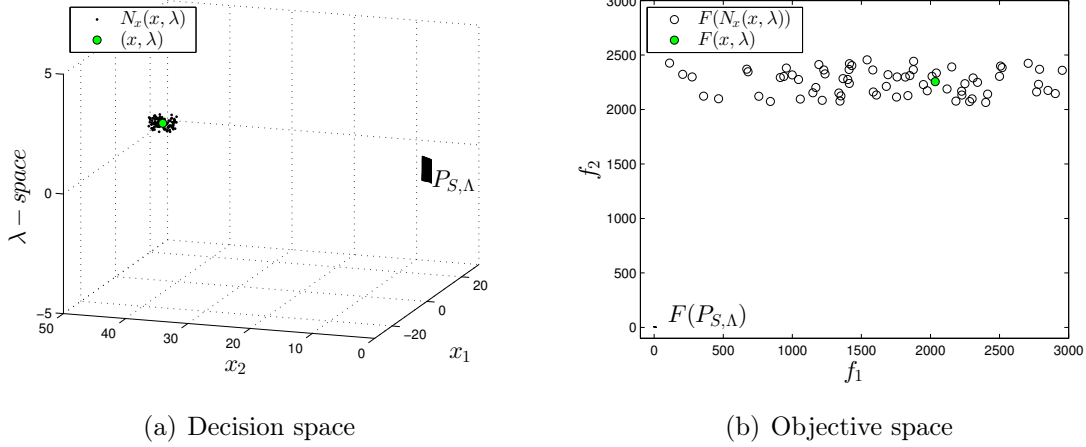 N_x(x, λ)
(x, λ)
5
0
−5
λ − space
50
40
30
20
10
0
x_2
−20
0
20
x_1
P_{S,Λ}
(a) Decision space
F(N_x(x, λ))
F(x, λ)
3000
2500
2000
1500
1000
500
0
f_2
F(P_{S,Λ})
0 500 1000 1500 2000 2500 3000
f_1
(b) Objective space